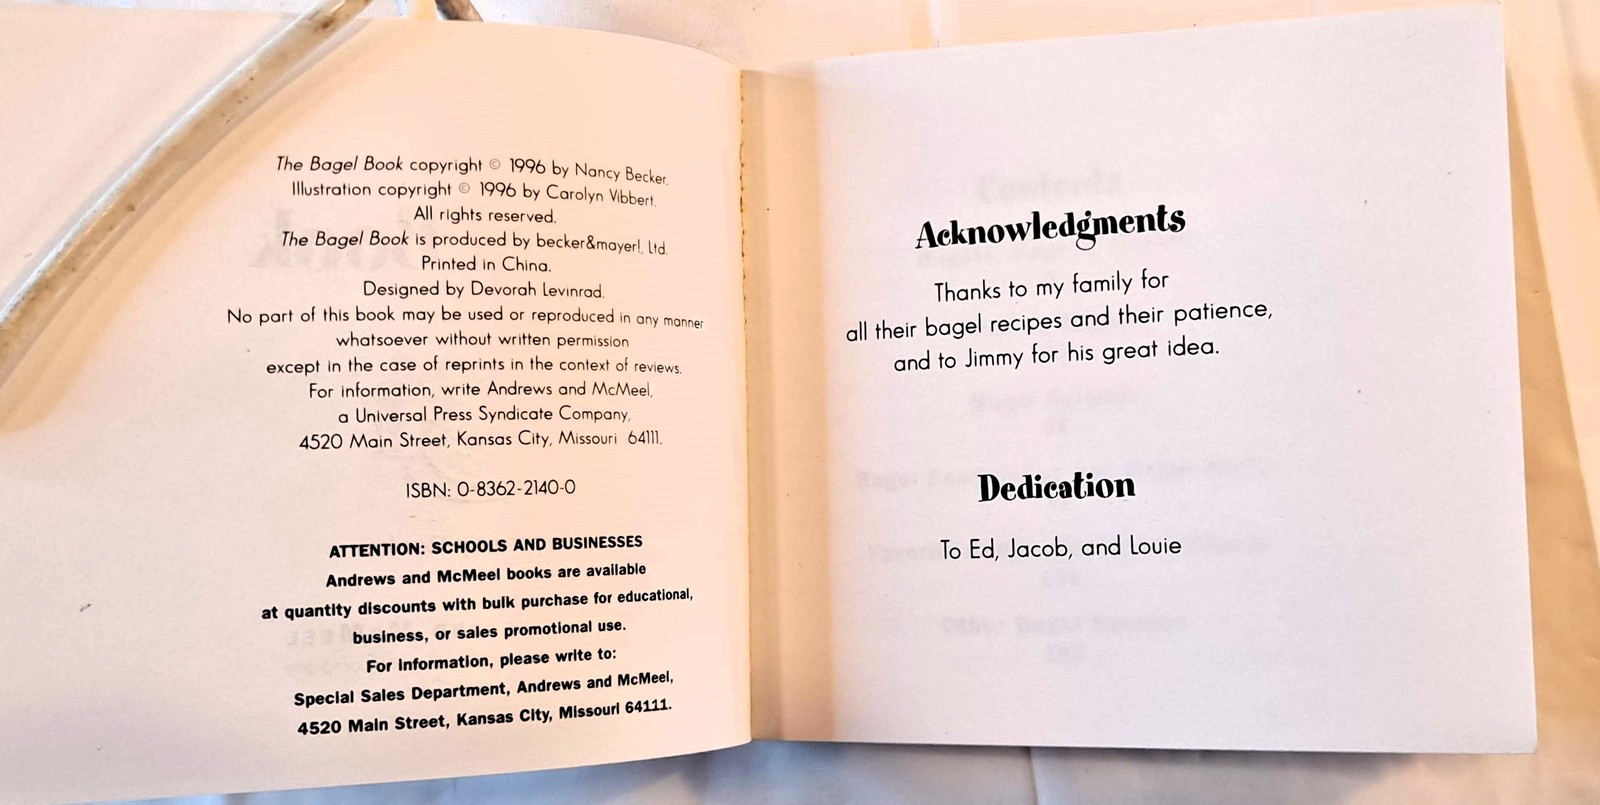 The Bagel Book copyright © 1996 by Nancy Becker.
Illustration copyright © 1996 by Carolyn Vibbert.
All rights reserved.
The Bagel Book is produced by becker&mayer!, Ltd.
Printed in China.
Designed by Devorah Levinrad.
No part of this book may be used or reproduced in any manner
whatsoever without written permission
except in the case of reprints in the context of reviews.
For information, write Andrews and McMeel,
a Universal Press Syndicate Company,
4520 Main Street, Kansas City, Missouri 64111.
ISBN: 0-8362-2140-0
ATTENTION: SCHOOLS AND BUSINESSES
Andrews and McMeel books are available
at quantity discounts with bulk purchase for educational,
business, or sales promotional use.
For information, please write to:
Special Sales Department, Andrews and McMeel,
4520 Main Street, Kansas City, Missouri 64111.
Acknowledgments
Thanks to my family for
all their bagel recipes and their patience,
and to Jimmy for his great idea.
Dedication
To Ed, Jacob, and Louie